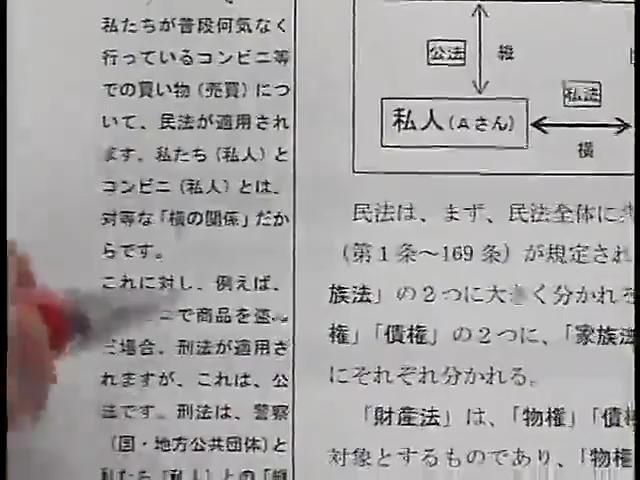 私たちが普段何気なく
行っているコンビニ等
での買い物（売買）につ
いて、民法が適用され
ます。私たち（私人）と
コンビニ（私人）とは、
対等な「横の関係」だか
らです。
これに対し、例えば、
ニで商品を盗ん
だ場合、刑法が適用さ
れますが、これは、公
法です。刑法は、警察
（国・地方公共団体）と
公法
縦
私法
私人（Aさん）
横
民法は、まず、民法全体に
（第1条～169条）が規定され
族法」の2つに大きく分かれ
権」「債権」の2つに、「家族法
にそれぞれ分かれる。
「財産法」は、「物権」「債
対象とするものであり、「物権